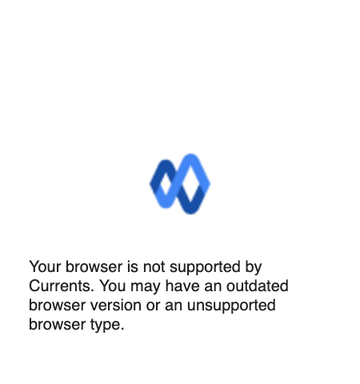 Your browser is not supported by
Currents. You may have an outdated
browser version or an unsupported
browser type.